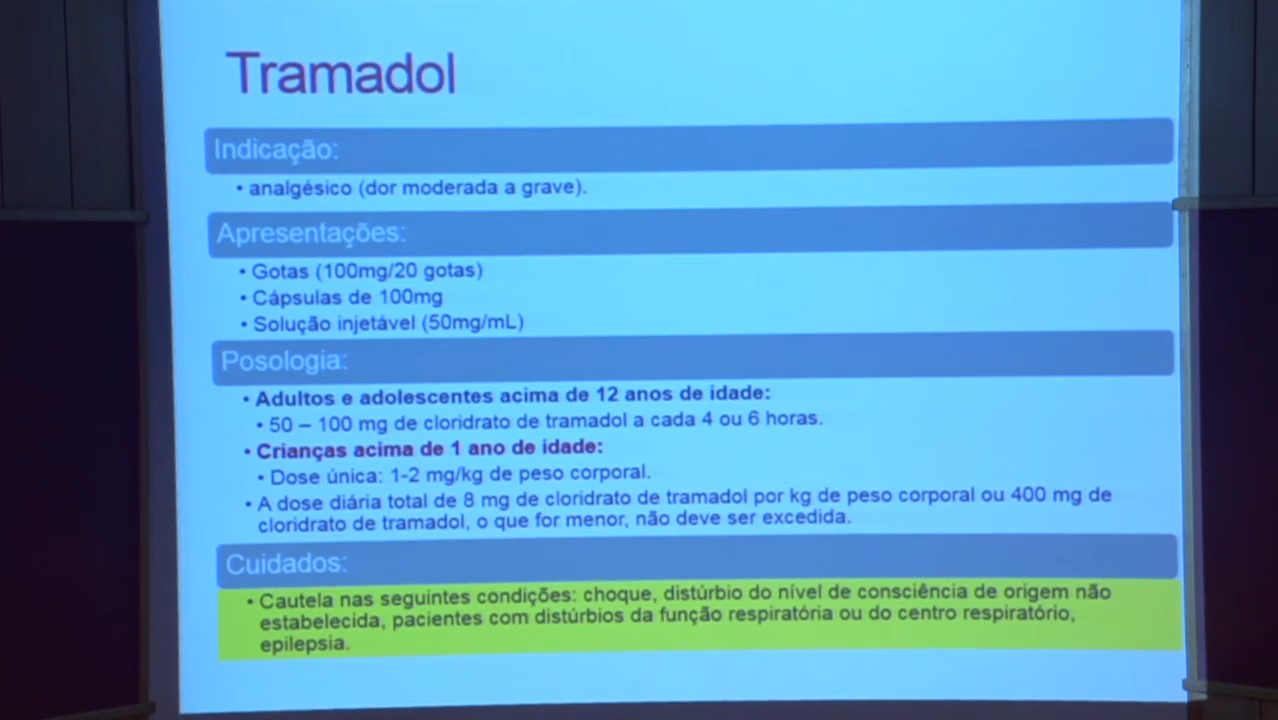 Tramadol
Indicação:
• analgésico (dor moderada a grave).
Apresentações:
• Gotas (100mg/20 gotas)
• Cápsulas de 100mg
• Solução injetável (50mg/mL)
Posologia:
• Adultos e adolescentes acima de 12 anos de idade:
• 50 – 100 mg de cloridrato de tramadol a cada 4 ou 6 horas.
• Crianças acima de 1 ano de idade:
• Dose única: 1-2 mg/kg de peso corporal.
• A dose diária total de 8 mg de cloridrato de tramadol por kg de peso corporal ou 400 mg de
cloridrato de tramadol, o que for menor, não deve ser excedida.
Cuidados:
• Cautela nas seguintes condições: choque, distúrbio do nível de consciência de origem não
estabelecida, pacientes com distúrbios da função respiratória ou do centro respiratório,
epilepsia.